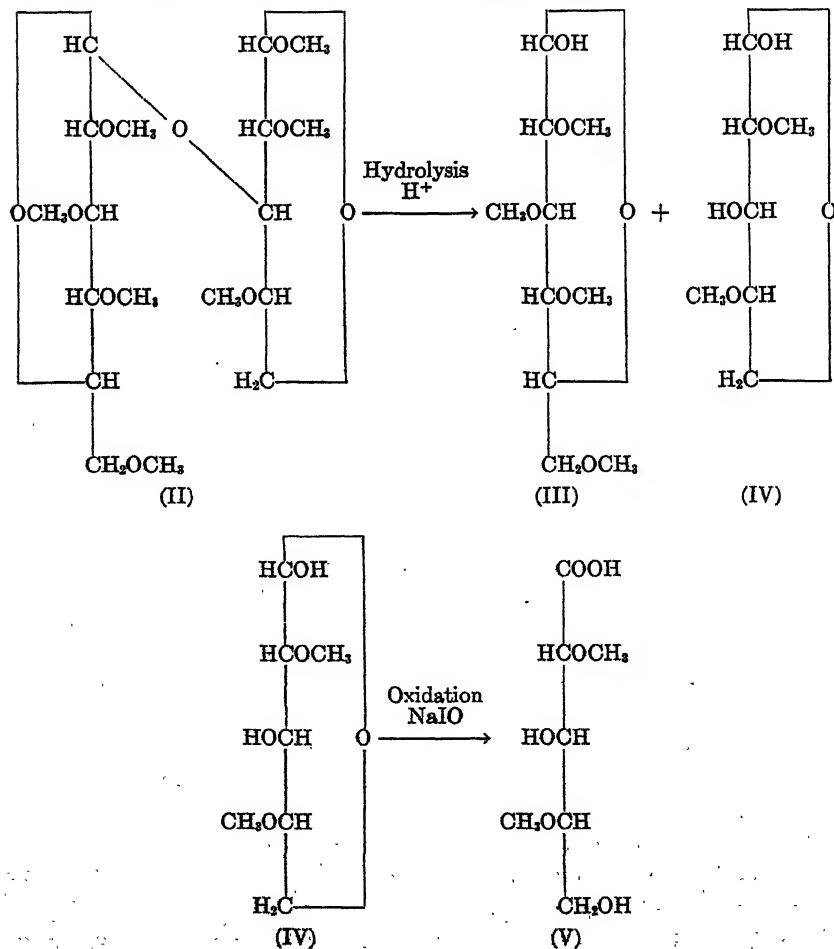 HC HCOCH₃ HCOH HCOH
HCOCH₃ O HCOCH₃ HCOCH₃ HCOCH₃
Hydrolysis
H⁺
OCH₃OCH CH O CH₃OCH O + HOCH O
HCOCH₃ CH₃OCH HCOCH₃ CH₃OCH
CH H₂C HC H₂C
CH₂OCH₃ CH₂OCH₃
(II) (III) (IV)
HCOH COOH
HCOCH₃ HCOCH₃
Oxidation
NaIO
HOCH O HOCH
CH₃OCH CH₃OCH
H₂C CH₂OH
(IV) (V)